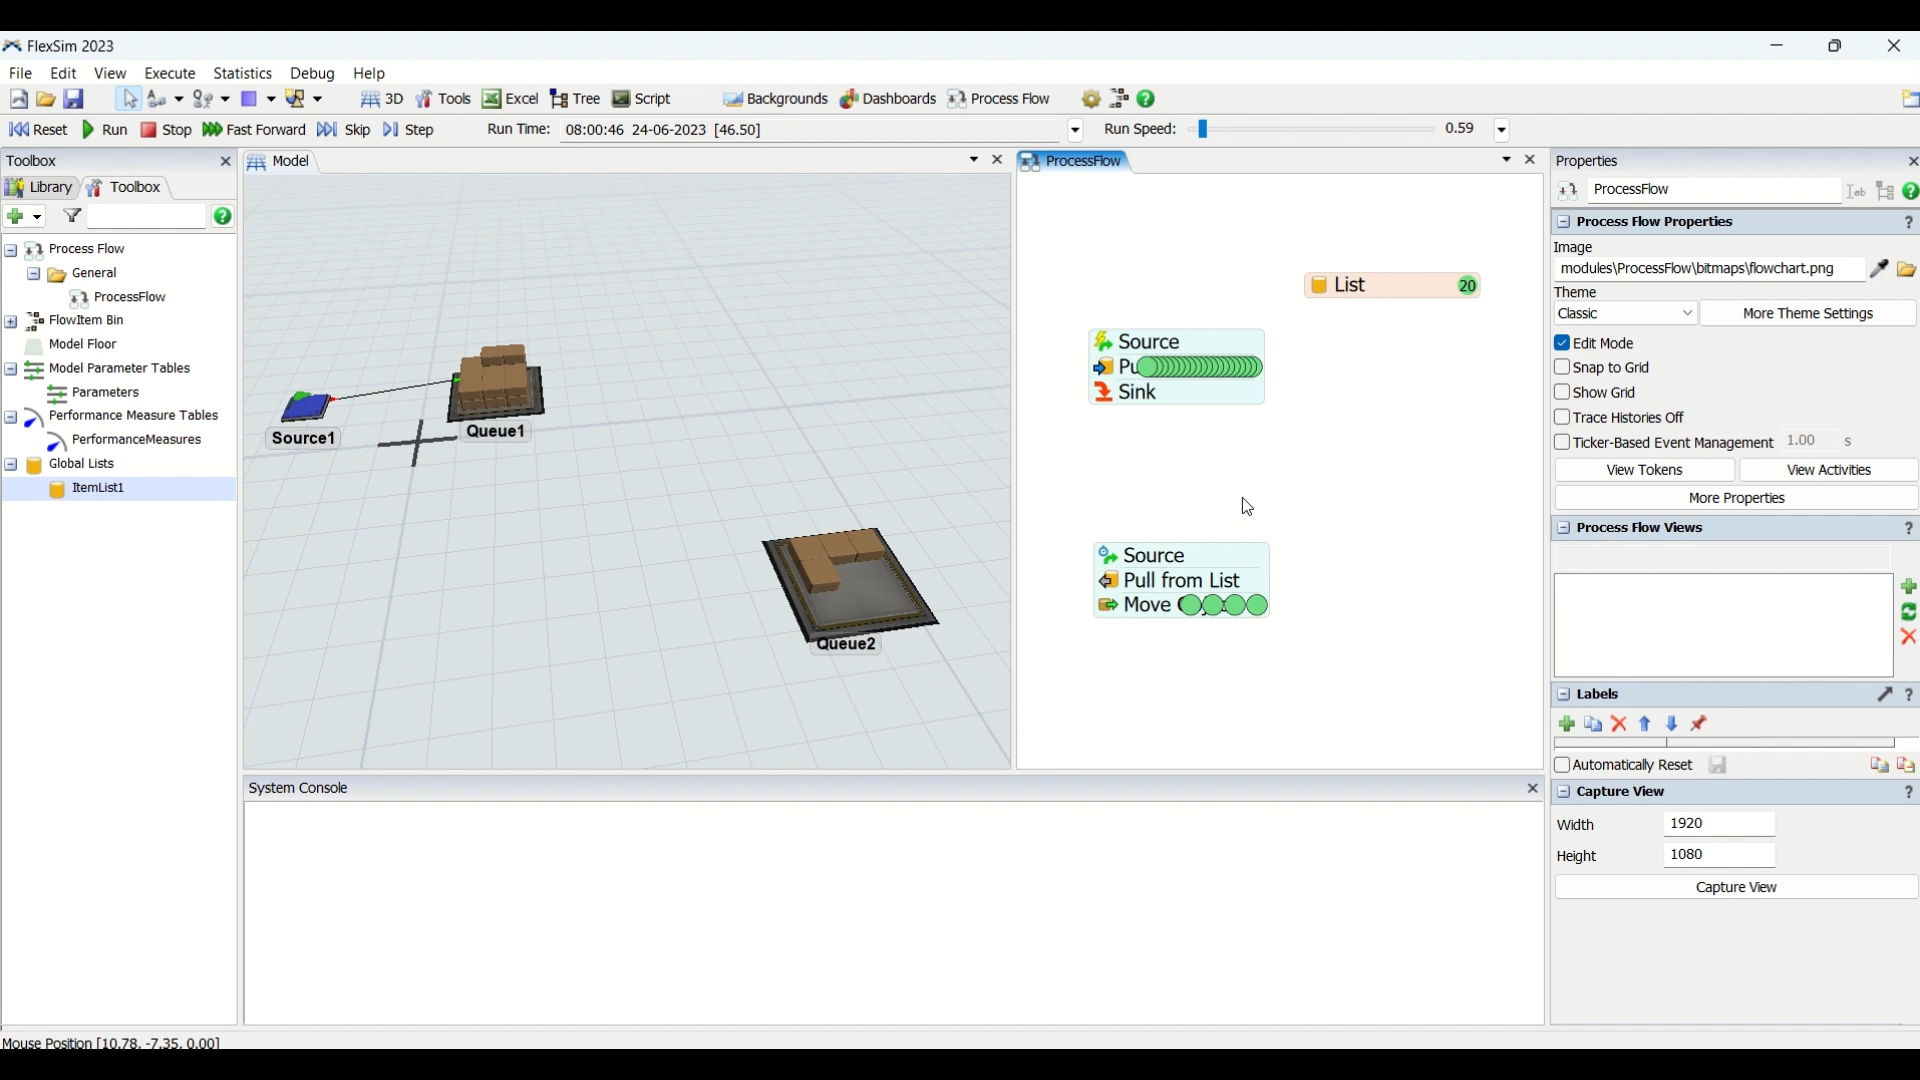 FlexSim 2023
File Edit View Execute Statistics Debug Help
3D Tools Excel Tree Script Backgrounds Dashboards Process Flow
Reset Run Stop Fast Forward Skip Step Run Time: 08:00:46 24-06-2023 [46.50] Run Speed: 0.59
Toolbox
Library Toolbox
Process Flow
General
ProcessFlow
FlowItem Bin
Model Floor
Model Parameter Tables
Parameters
Performance Measure Tables
PerformanceMeasures
Global Lists
ItemList1
Model
Source1
Queue1
Queue2
ProcessFlow
List 20
Source
Sink
Source
Pull from List
Move
System Console
Properties
ProcessFlow
Process Flow Properties ?
Image
modules\ProcessFlow\bitmaps\flowchart.png
Theme
Classic More Theme Settings
Edit Mode
Snap to Grid
Show Grid
Trace Histories Off
Ticker-Based Event Management 1.00 s
View Tokens View Activities
More Properties
Process Flow Views ?
Labels ?
Automatically Reset
Capture View ?
Width 1920
Height 1080
Capture View
Mouse Position [10.78, -7.35, 0.00]